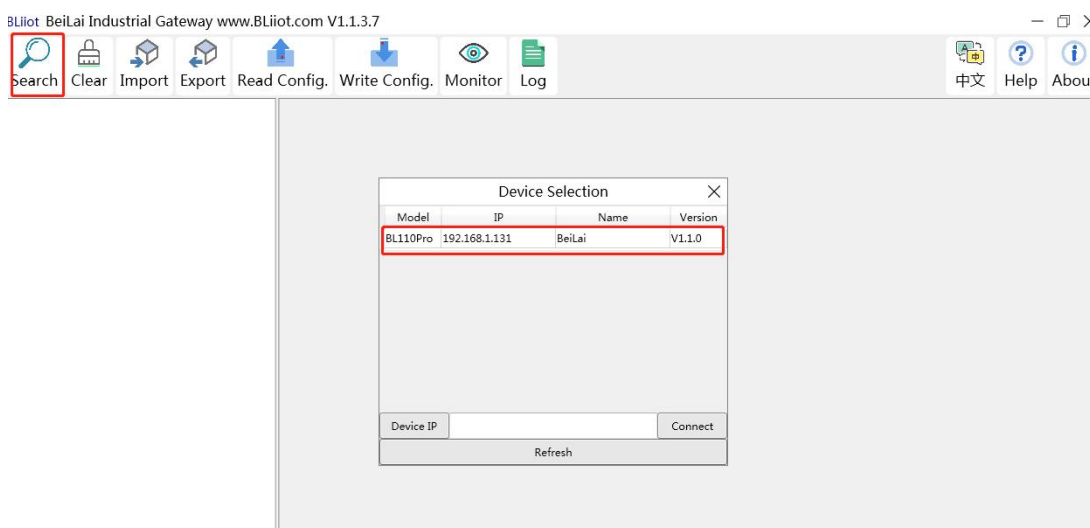 BLiiot BeiLai Industrial Gateway www.BLiiot.com V1.1.3.7
Search Clear Import Export Read Config. Write Config. Monitor Log 中文 Help Abou
Device Selection
Model IP Name Version
BL110Pro 192.168.1.131 BeiLai V1.1.0
Device IP Connect
Refresh